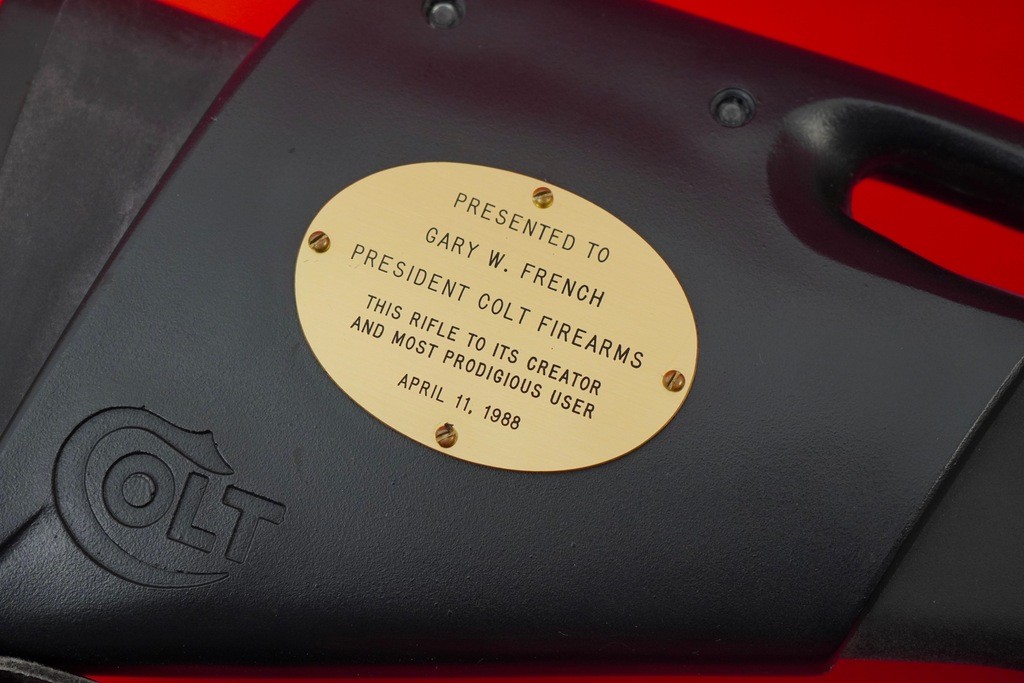 PRESENTED TO
GARY W. FRENCH
PRESIDENT COLT FIREARMS
THIS RIFLE TO ITS CREATOR
AND MOST PRODIGIOUS USER
APRIL 11, 1988
COLT